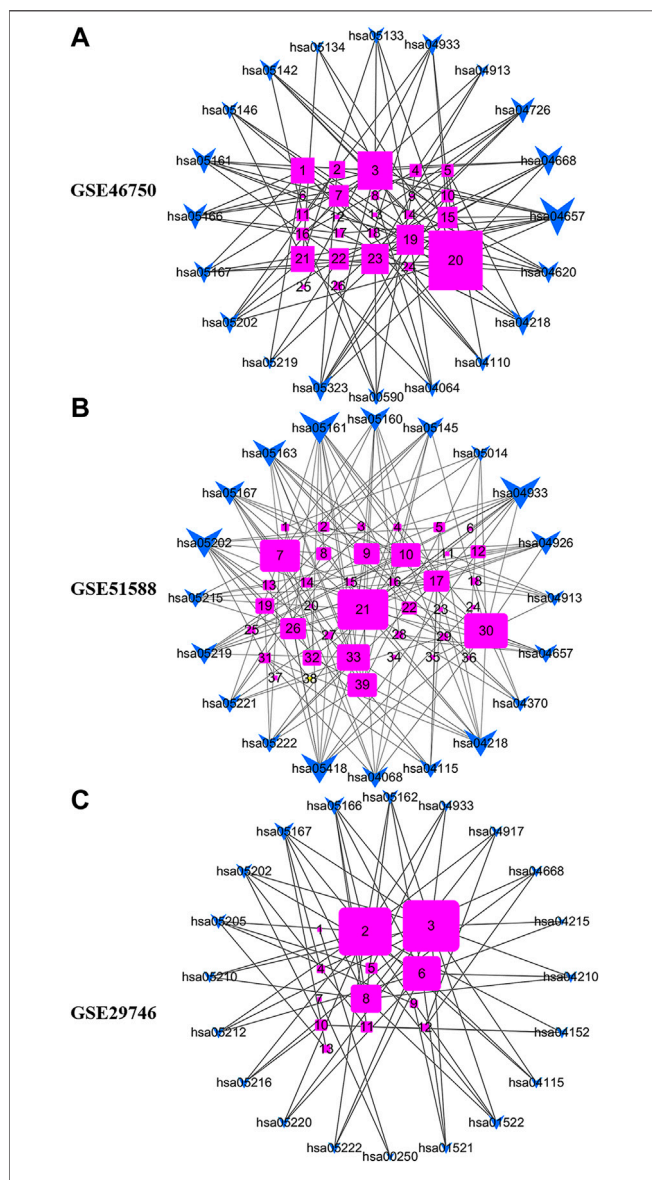 A
hsa05133
hsa05134
hsa04933
hsa05142
hsa04913
hsa05146
hsa04726
hsa05161
hsa04668
GSE46750
1
2
3
4
5
6
7
8
9
10
hsa05166
hsa04657
11
12
13
14
15
16
17
18
19
20
hsa05167
hsa04620
21
22
23
24
25
26
hsa05202
hsa04218
hsa05219
hsa04110
hsa05323
hsa00590
hsa04064
B
hsa05161
hsa05160
hsa05145
hsa05163
hsa05014
hsa05167
hsa04933
hsa05202
hsa04926
1
2
3
4
5
6
7
8
9
10
11
12
GSE51588
13
14
15
16
17
18
hsa05215
hsa04913
19
20
21
22
23
24
25
26
27
28
29
30
hsa05219
hsa04657
31
32
33
34
35
36
37
38
39
hsa05221
hsa04370
hsa05222
hsa04218
hsa05418
hsa04068
hsa04115
C
hsa05162
hsa05166
hsa04933
hsa05167
hsa04917
hsa05202
hsa04668
hsa05205
hsa04215
1
2
3
4
5
6
hsa05210
hsa04210
7
8
9
GSE29746
10
11
12
13
hsa05212
hsa04152
hsa05216
hsa04115
hsa05220
hsa01522
hsa05222
hsa00250
hsa01521